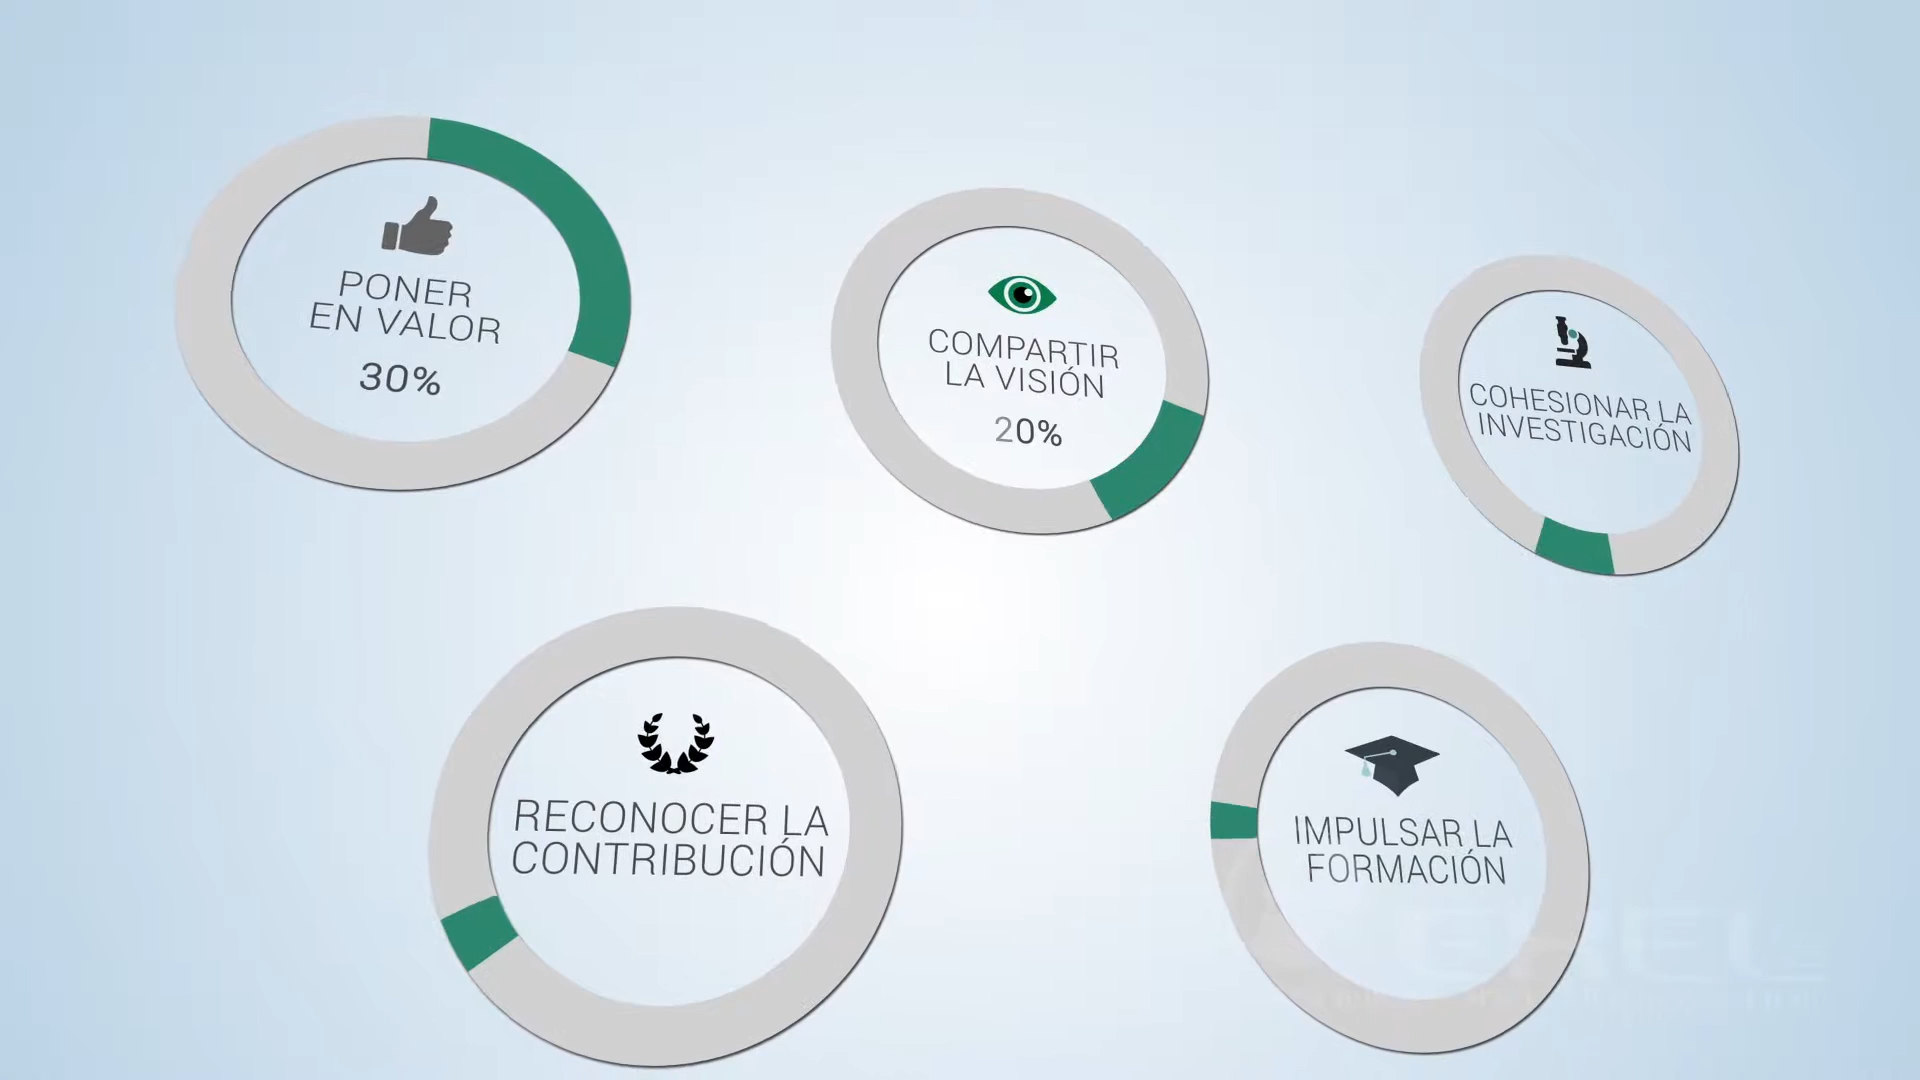 PONER
EN VALOR
30%
COMPARTIR
LA VISIÓN
20%
COHESIONAR LA
INVESTIGACIÓN
RECONOCER LA
CONTRIBUCIÓN
IMPULSAR LA
FORMACIÓN